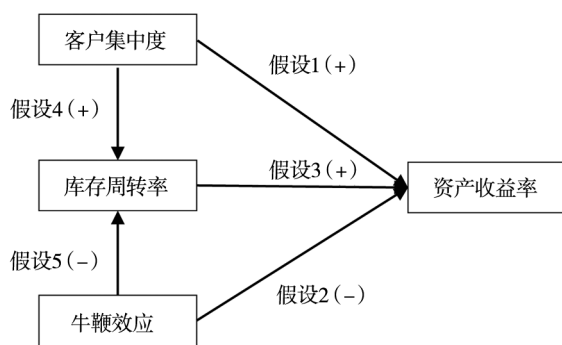 客户集中度
假设1(+)
假设4(+)
库存周转率
假设3(+)
资产收益率
假设5(−)
假设2(−)
牛鞭效应